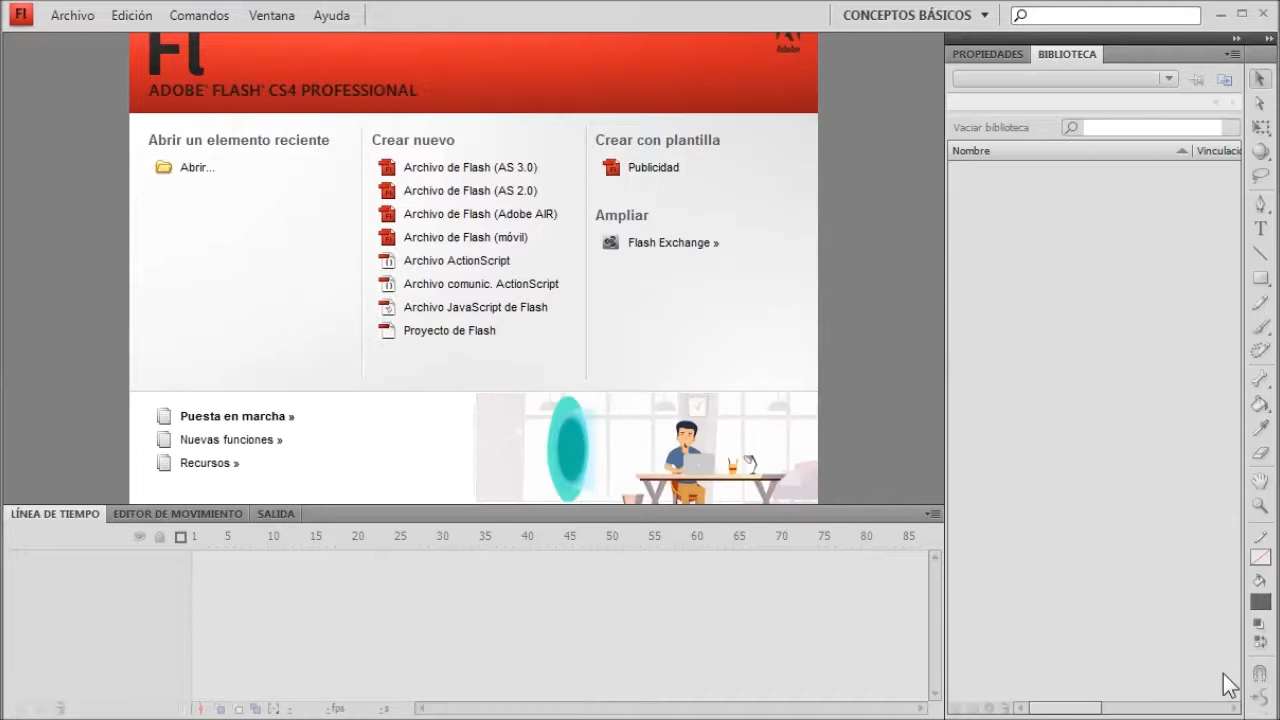 Fl Archivo Edición Comandos Ventana Ayuda CONCEPTOS BÁSICOS
Fl
Adobe
ADOBE® FLASH® CS4 PROFESSIONAL
PROPIEDADES BIBLIOTECA
Vaciar biblioteca
Nombre Vinculació
Abrir un elemento reciente
Abrir...
Crear nuevo
Archivo de Flash (AS 3.0)
Archivo de Flash (AS 2.0)
Archivo de Flash (Adobe AIR)
Archivo de Flash (móvil)
Archivo ActionScript
Archivo comunic. ActionScript
Archivo JavaScript de Flash
Proyecto de Flash
Crear con plantilla
Publicidad
Ampliar
Flash Exchange »
Puesta en marcha »
Nuevas funciones »
Recursos »
LÍNEA DE TIEMPO EDITOR DE MOVIMIENTO SALIDA
1 5 10 15 20 25 30 35 40 45 50 55 60 65 70 75 80 85
fps s